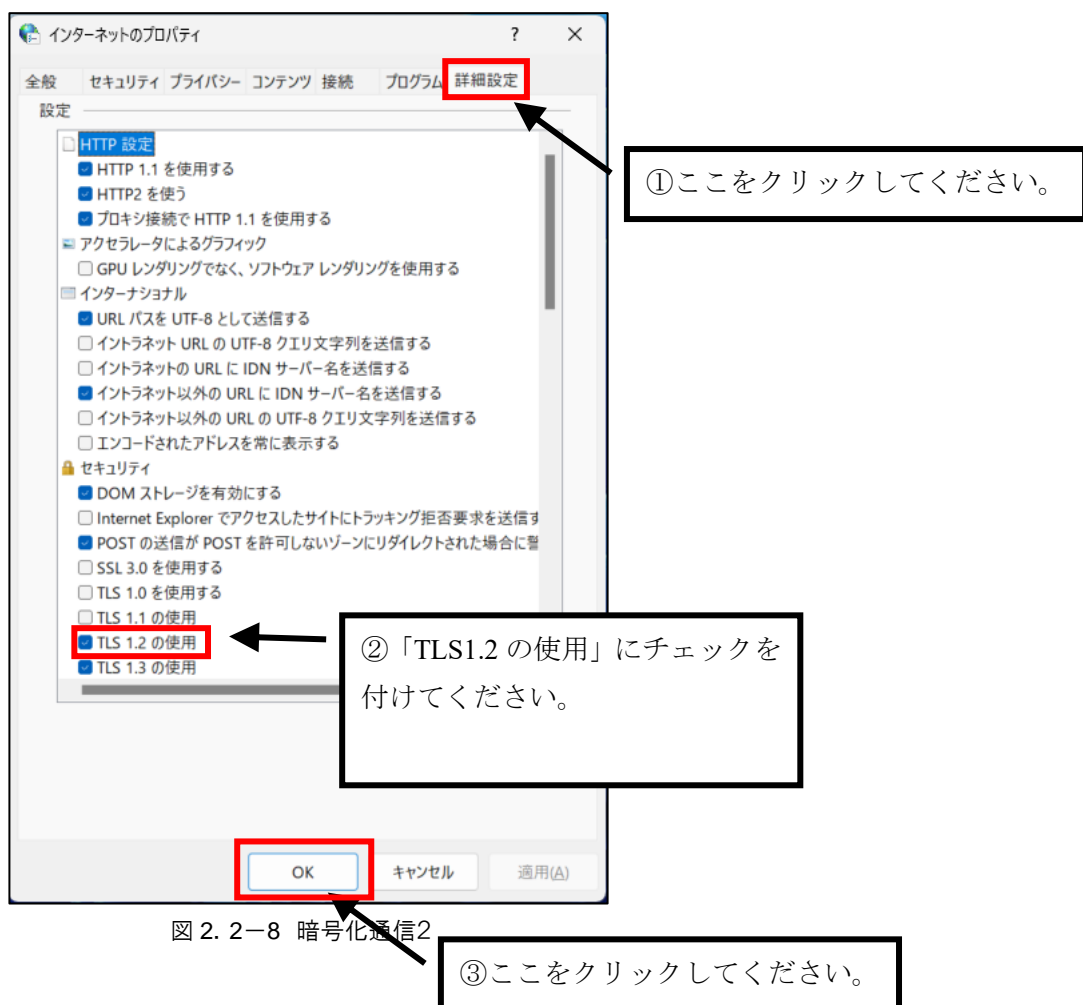 インターネットのプロパティ ? ×
全般 セキュリティ プライバシー コンテンツ 接続 プログラム 詳細設定
設定
①ここをクリックしてください。
HTTP 設定
HTTP 1.1 を使用する
HTTP2 を使う
プロキシ接続で HTTP 1.1 を使用する
アクセラレータによるグラフィック
GPU レンダリングでなく、ソフトウェア レンダリングを使用する
インターナショナル
URL パスを UTF-8 として送信する
イントラネット URL の UTF-8 クエリ文字列を送信する
イントラネットの URL に IDN サーバー名を送信する
イントラネット以外の URL に IDN サーバー名を送信する
イントラネット以外の URL の UTF-8 クエリ文字列を送信する
エンコードされたアドレスを常に表示する
セキュリティ
DOM ストレージを有効にする
Internet Explorer でアクセスしたサイトにトラッキング拒否要求を送信す
POST の送信が POST を許可しないゾーンにリダイレクトされた場合に警
SSL 3.0 を使用する
TLS 1.0 を使用する
TLS 1.1 の使用
TLS 1.2 の使用
TLS 1.3 の使用
②「TLS1.2 の使用」にチェックを
付けてください。
OK キャンセル 適用(A)
図 2. 2－8 暗号化通信2
③ここをクリックしてください。